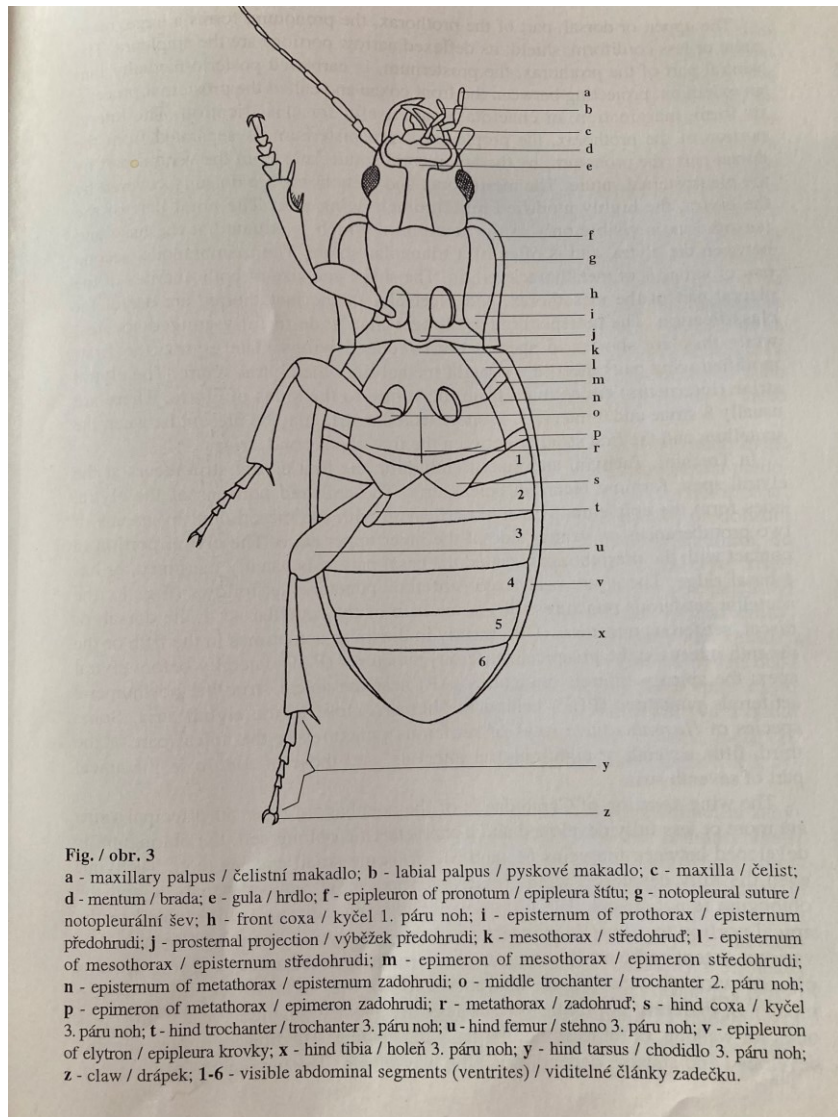 a
b
c
d
e
f
g
h
i
j
k
l
m
n
o
p
r
1
s
2
t
3
u
4
v
5
x
6
y
z
Fig. / obr. 3
a - maxillary palpus / čelistní makadlo; b - labial palpus / pyskové makadlo; c - maxilla / čelist;
d - mentum / brada; e - gula / hrdlo; f - epipleuron of pronotum / epipleura štítu; g - notopleural suture /
notopleurální šev; h - front coxa / kyčel 1. páru noh; i - episternum of prothorax / episternum
předohrudi; j - prosternal projection / výběžek předohrudi; k - mesothorax / středohruď; l - episternum
of mesothorax / episternum středohrudi; m - epimeron of mesothorax / epimeron středohrudi;
n - episternum of metathorax / episternum zadohrudi; o - middle trochanter / trochanter 2. páru noh;
p - epimeron of metathorax / epimeron zadohrudi; r - metathorax / zadohruď; s - hind coxa / kyčel
3. páru noh; t - hind trochanter / trochanter 3. páru noh; u - hind femur / stehno 3. páru noh; v - epipleuron
of elytron / epipleura krovky; x - hind tibia / holeň 3. páru noh; y - hind tarsus / chodidlo 3. páru noh;
z - claw / drápek; 1-6 - visible abdominal segments (ventrites) / viditelné články zadečku.